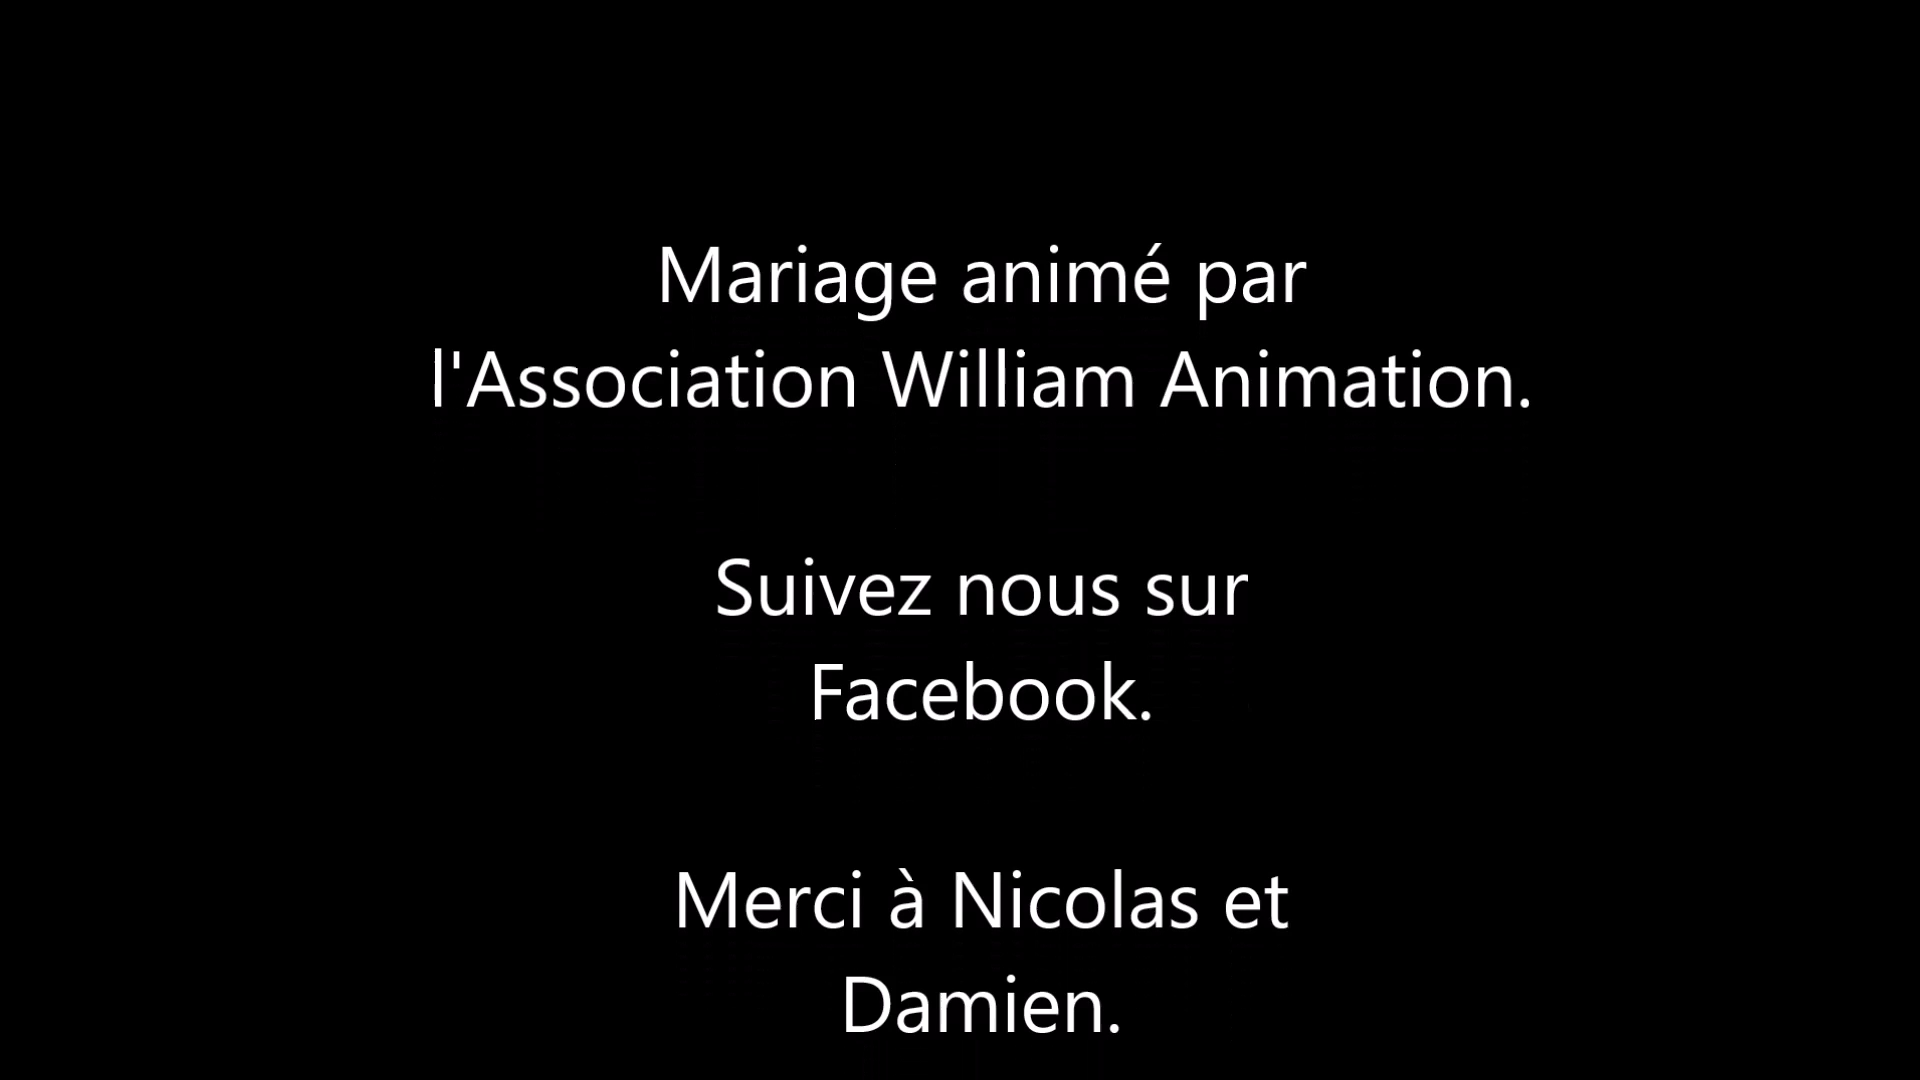 Mariage animé par
l'Association William Animation.
Suivez nous sur
Facebook.
Merci à Nicolas et
Damien.